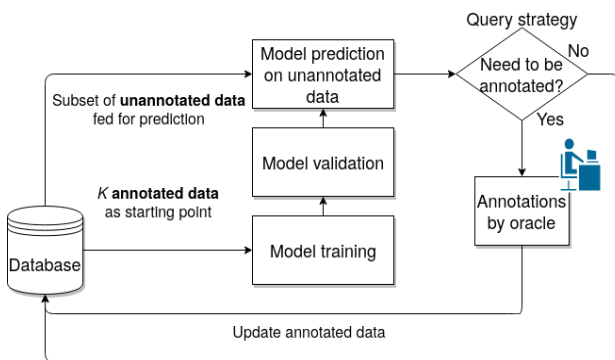 Query strategy
Model prediction
on unannotated
data
No
Need to be
annotated?
Subset of unannotated data
fed for prediction
Yes
Model validation
K annotated data
as starting point
Annotations
by oracle
Model training
Database
Update annotated data